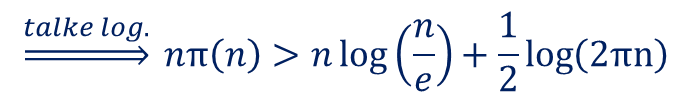 talke log. ⟹ nπ(n) > n log(n/e) + 1/2 log(2πn)